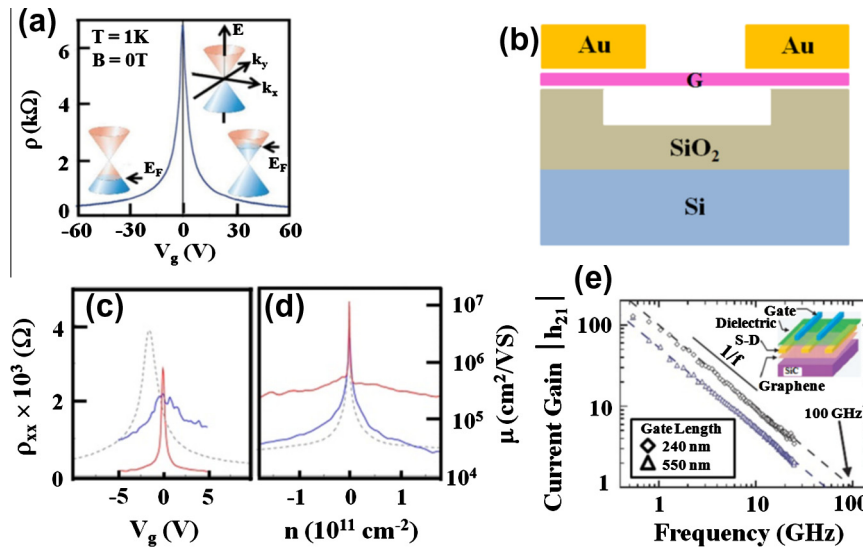 (a)
T = 1K
B = 0T
E
k_y
k_x
E_F
E_F
ρ (kΩ)
6
4
2
0
-60 -30 0 30 60
V_g (V)
(b)
Au Au
G
SiO₂
Si
(c)
ρ_xx × 10³ (Ω)
4
2
0
-5 0 5
V_g (V)
(d)
10⁷
10⁶
10⁵
10⁴
μ (cm²/VS)
-1 0 1
n (10¹¹ cm⁻²)
(e)
Current Gain |h₂₁|
100
10
1
1 10 100
Frequency (GHz)
1/f
Gate
Dielectric
S-D
SiC
Graphene
100 GHz
Gate Length
240 nm
550 nm